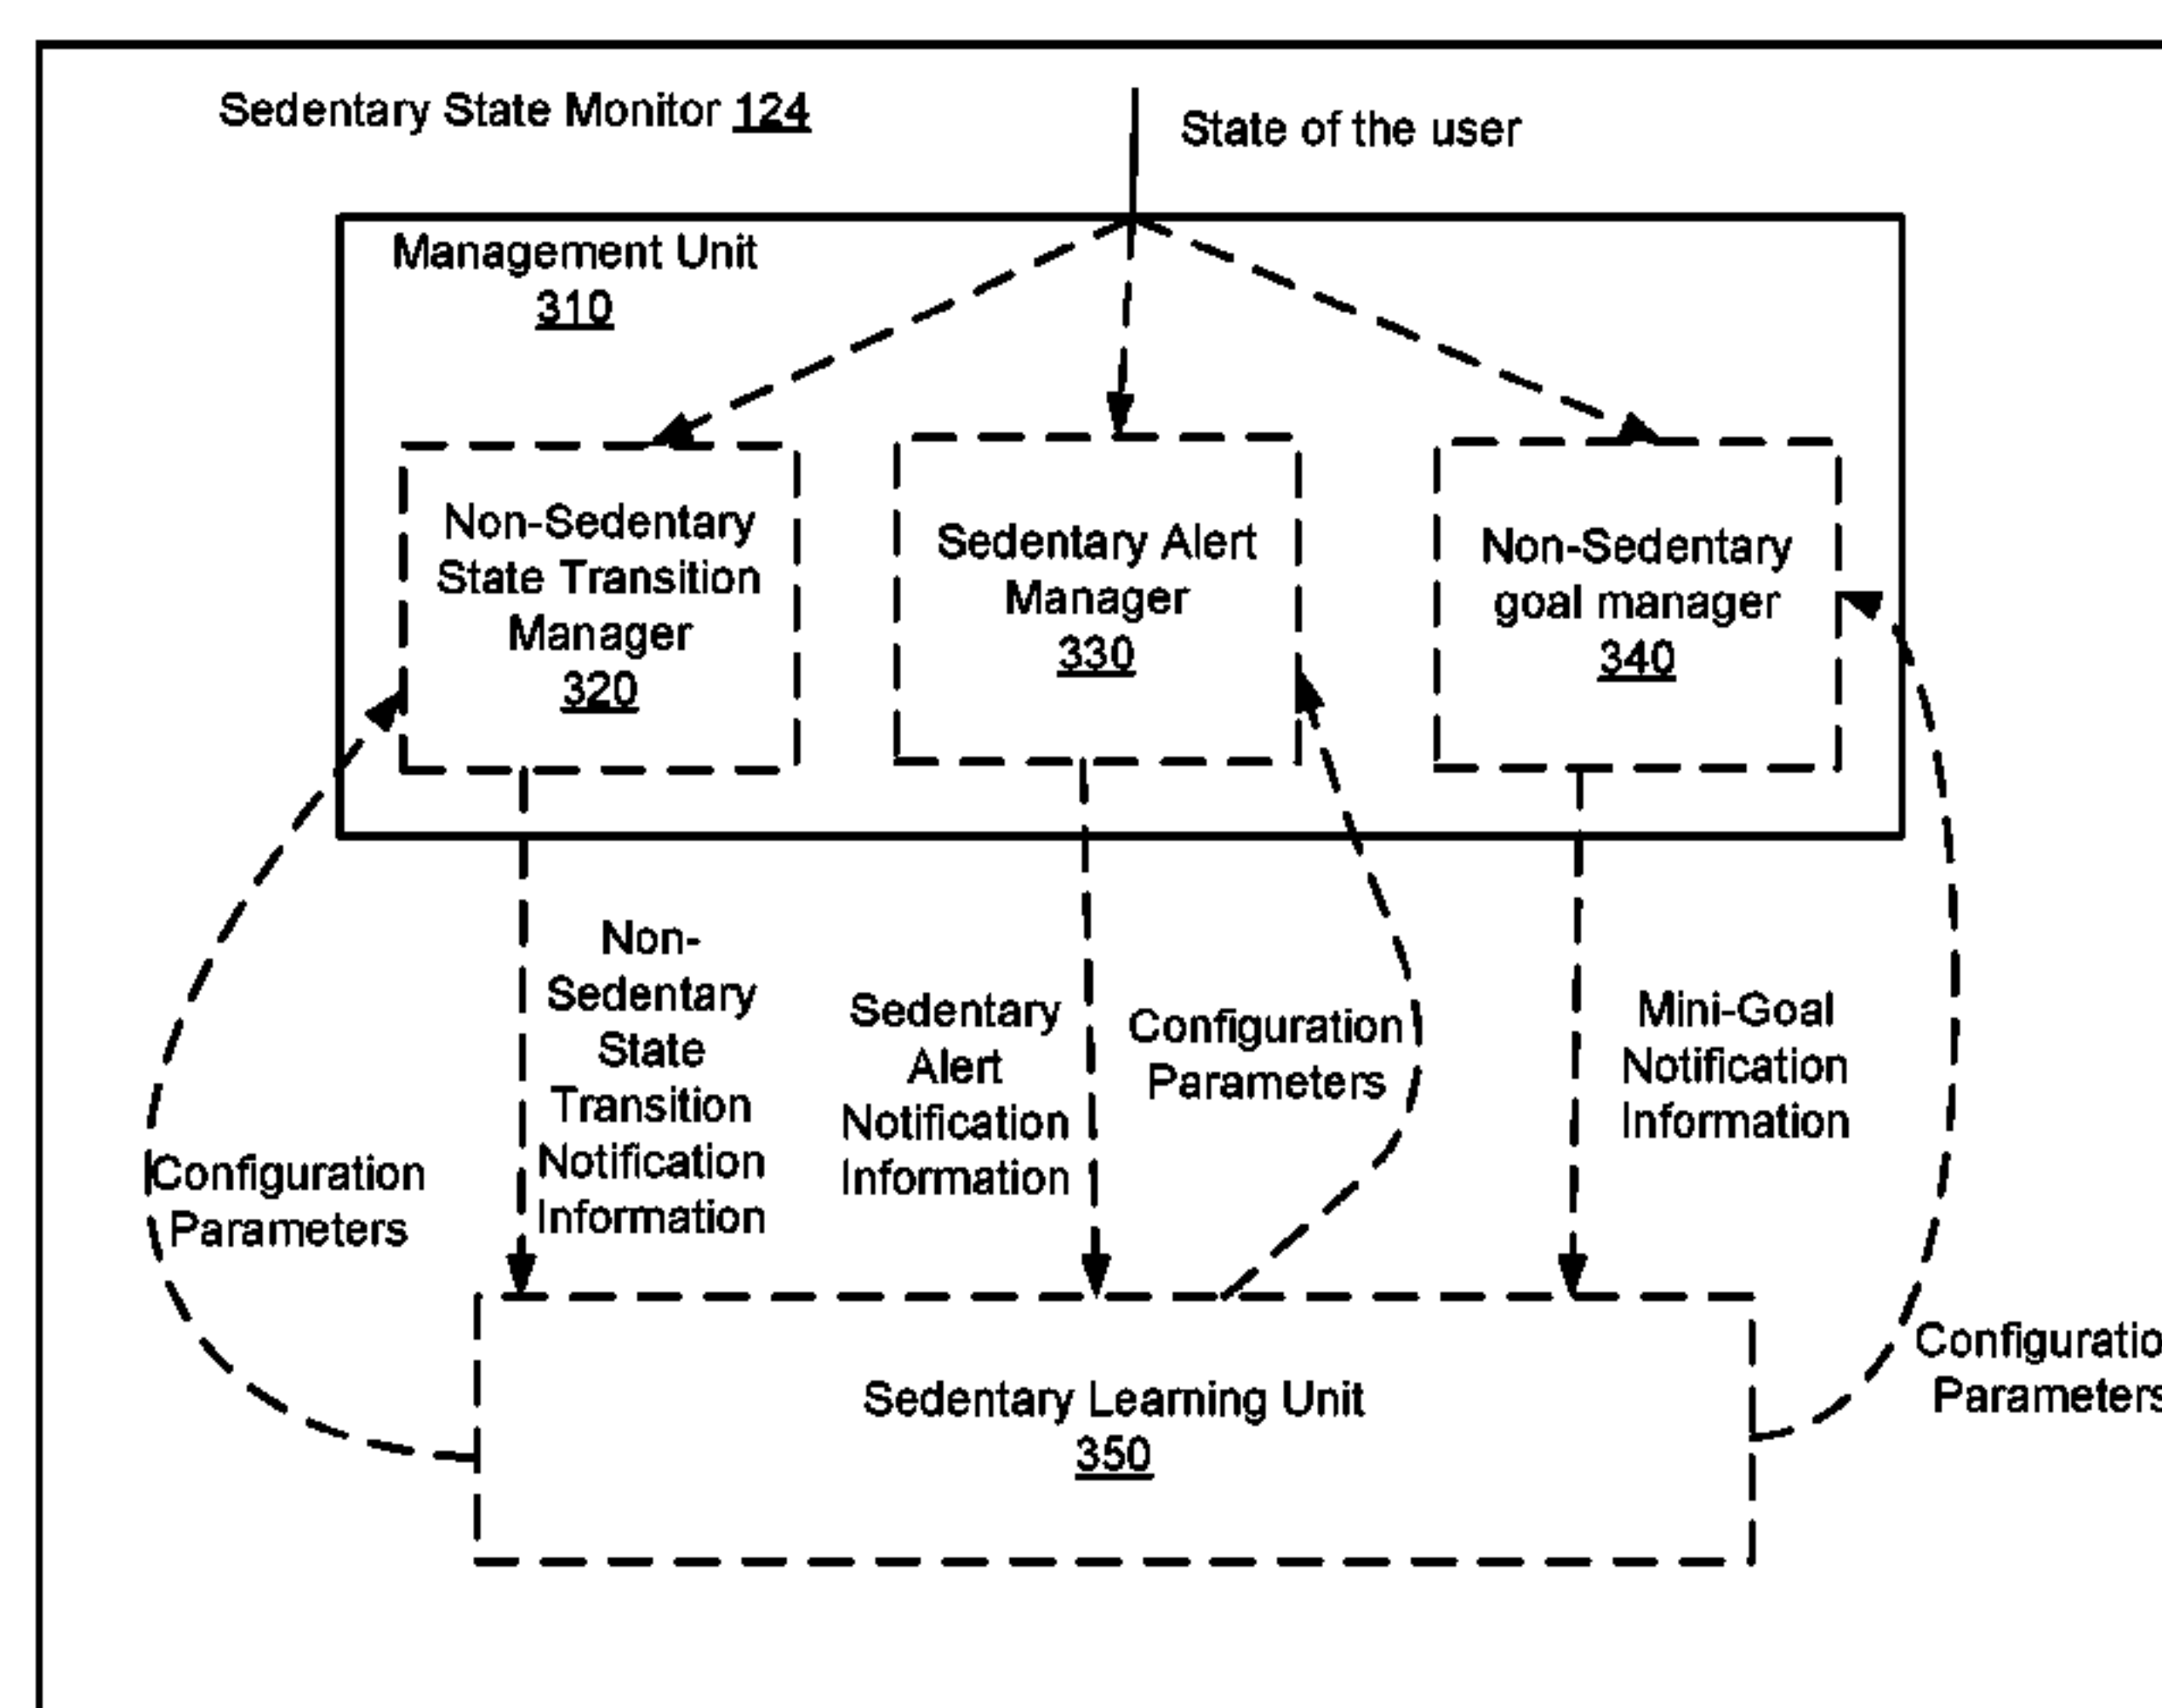 Sedentary State Monitor 124
State of the user
Management Unit
310
Non-Sedentary
State Transition
Manager
320
Sedentary Alert
Manager
330
Non-Sedentary
goal manager
340
Non-
Sedentary
State
Transition
Notification
Information
Sedentary
Alert
Notification
Information
Configuration
Parameters
Mini-Goal
Notification
Information
Configuration
Parameters
Configuratio
Parameters
Sedentary Learning Unit
350